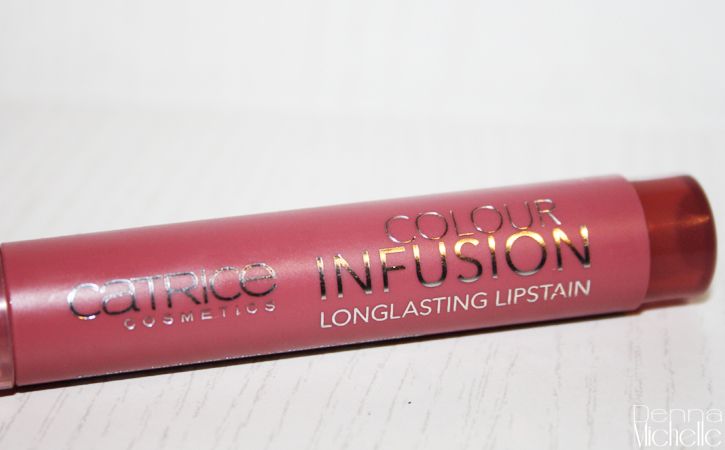 CATRICE
COSMETICS
COLOUR
INFUSION
LONGLASTING LIPSTAIN
Denna
Michelle